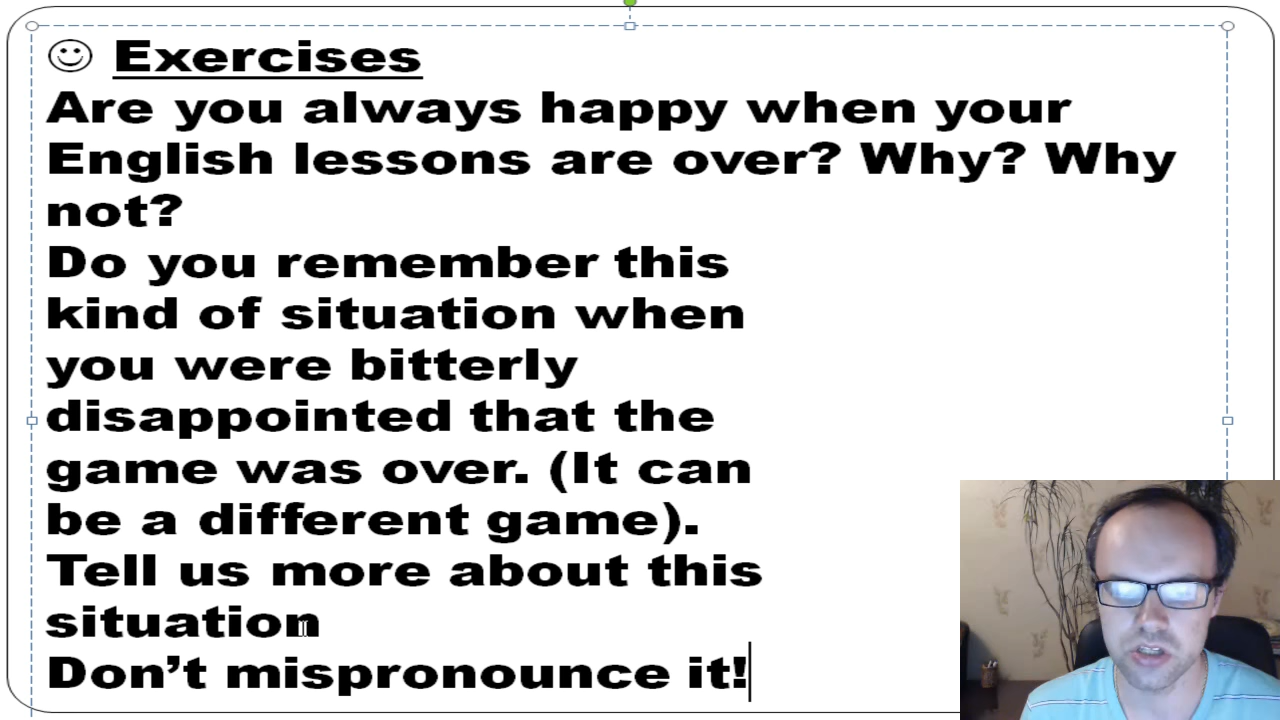 ☺ Exercises
Are you always happy when your
English lessons are over? Why? Why
not?
Do you remember this
kind of situation when
you were bitterly
disappointed that the
game was over. (It can
be a different game).
Tell us more about this
situation
Don’t mispronounce it!